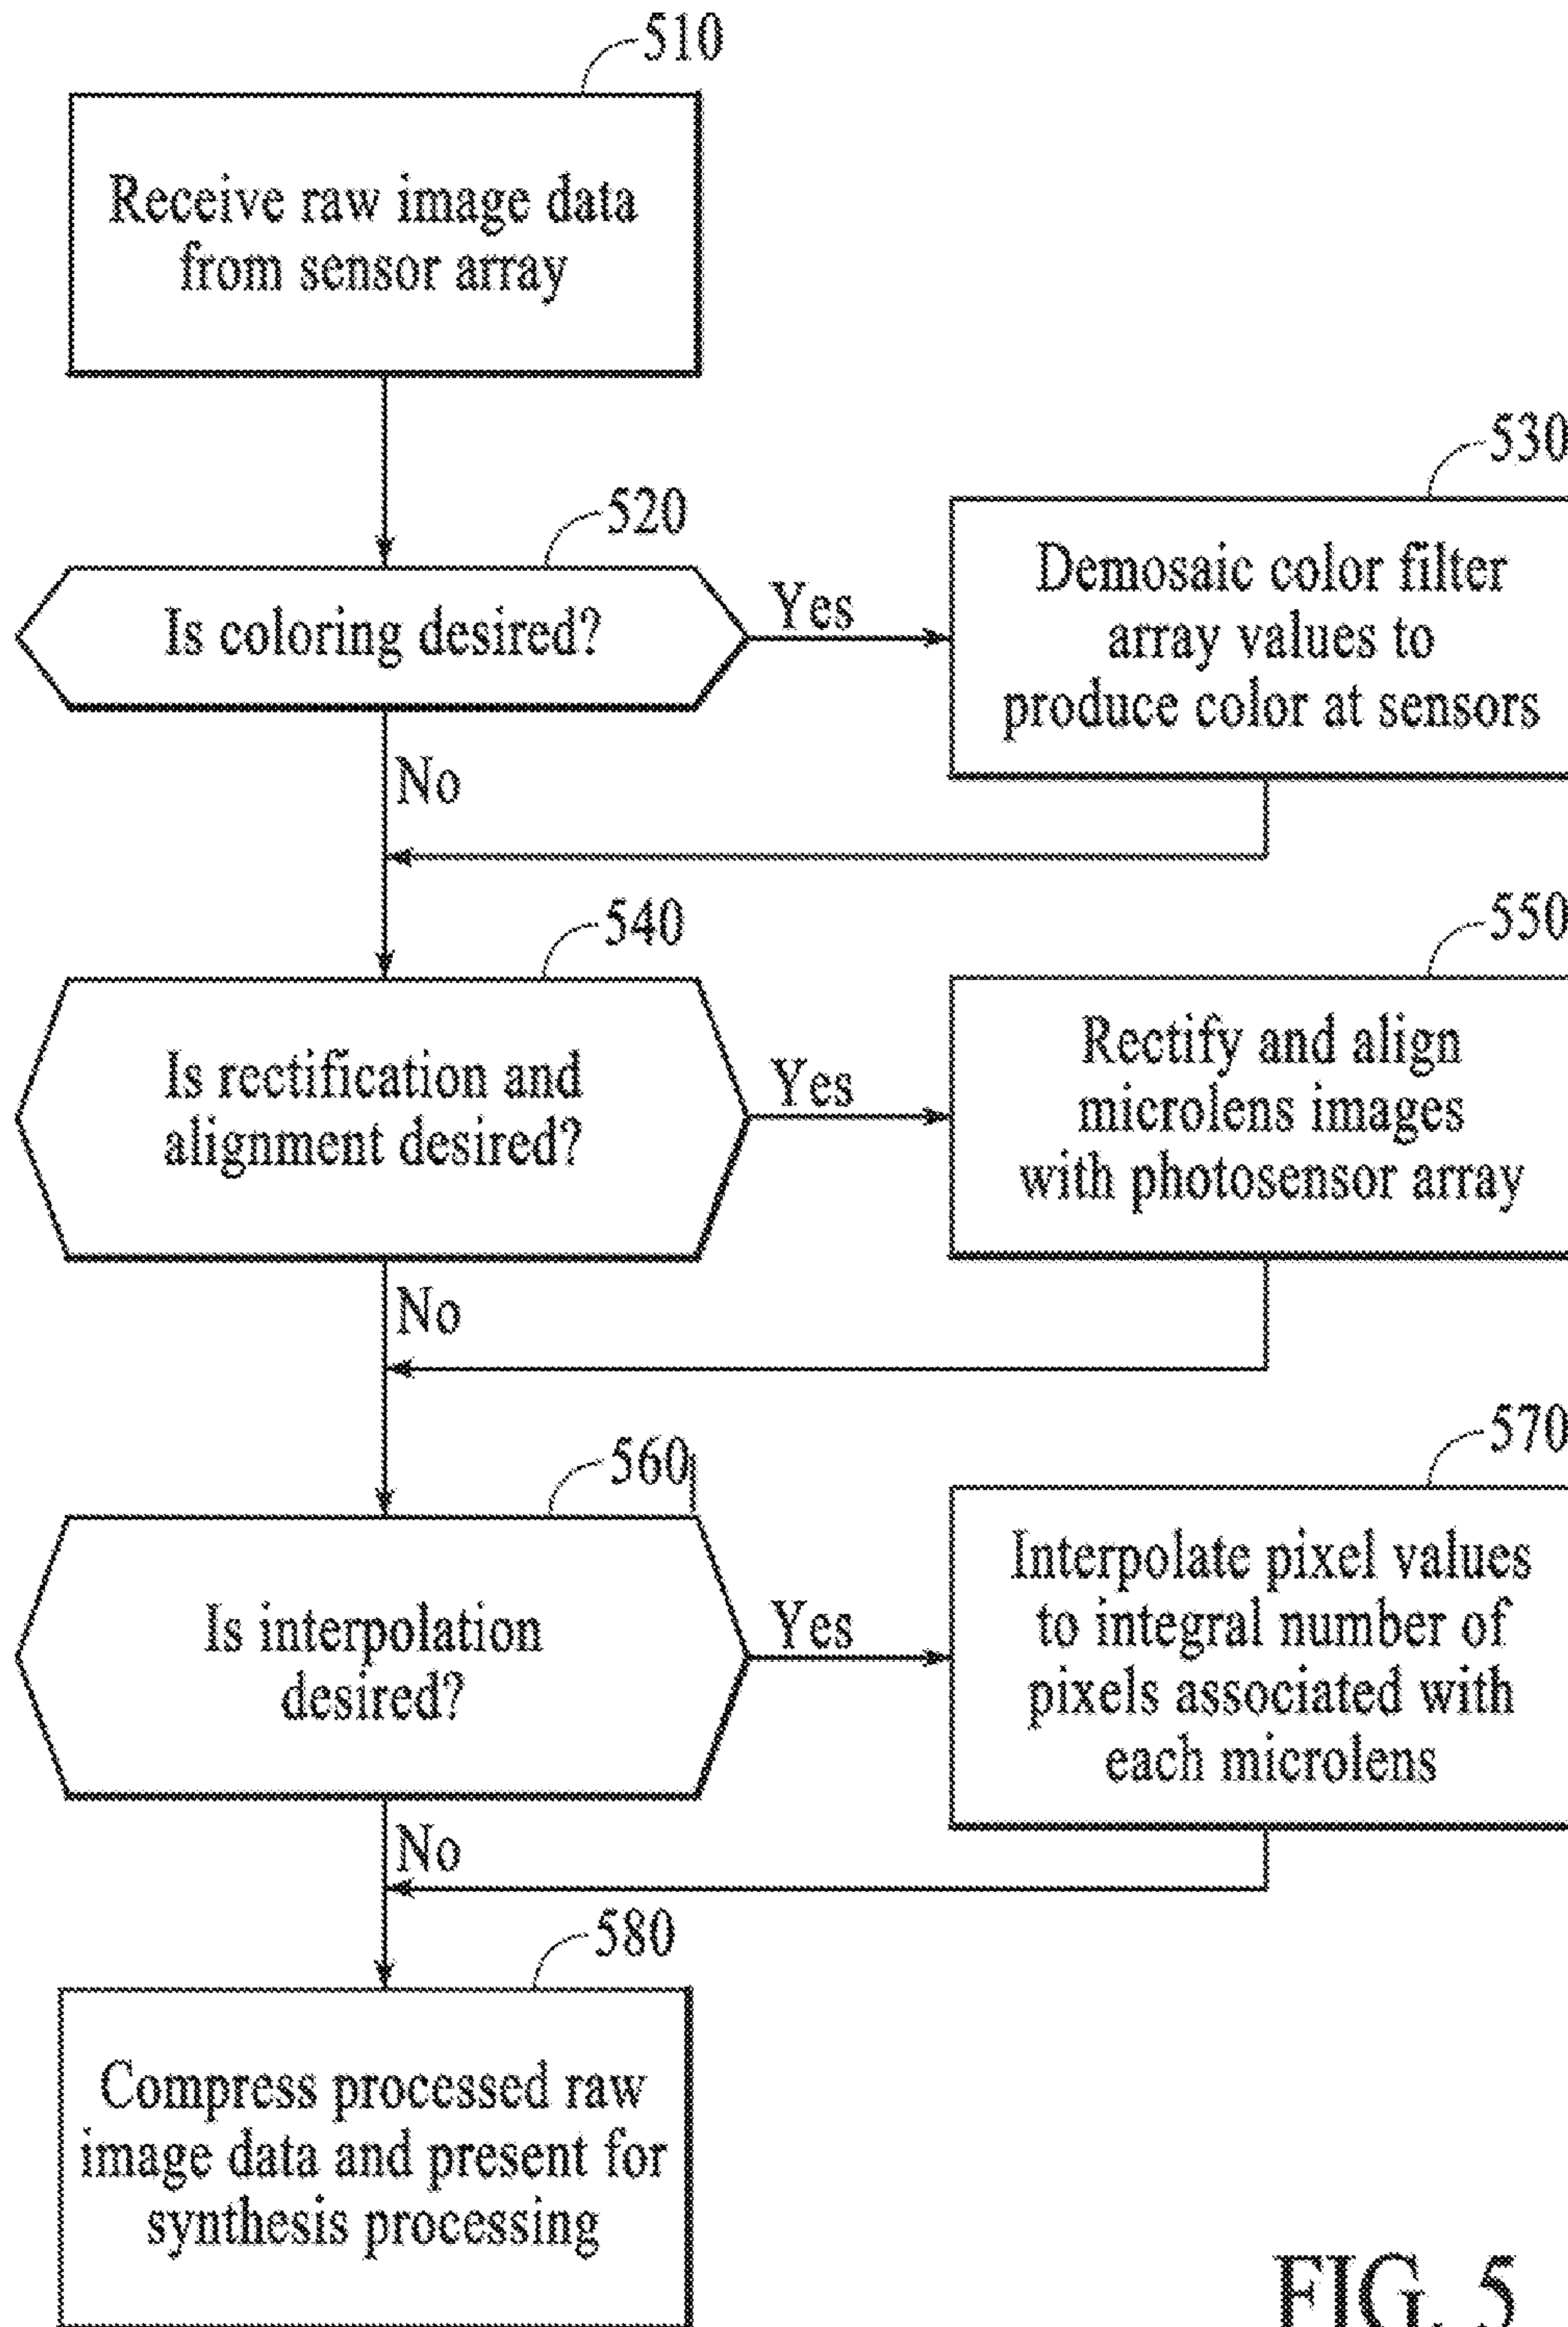 510
Receive raw image data
from sensor array
520
Is coloring desired?
Yes
530
Demosaic color filter
array values to
produce color at sensors
No
540
Is rectification and
alignment desired?
Yes
550
Rectify and align
microlens images
with photosensor array
No
560
Is interpolation
desired?
Yes
570
Interpolate pixel values
to integral number of
pixels associated with
each microlens
No
580
Compress processed raw
image data and present for
synthesis processing
FIG. 5